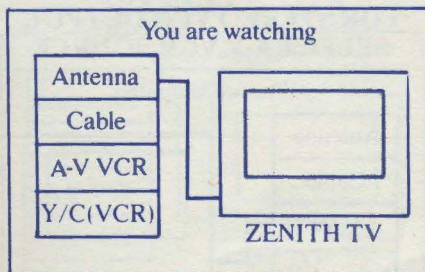 You are watching
Antenna
Cable
A-V VCR
Y/C(VCR)
ZENITH TV